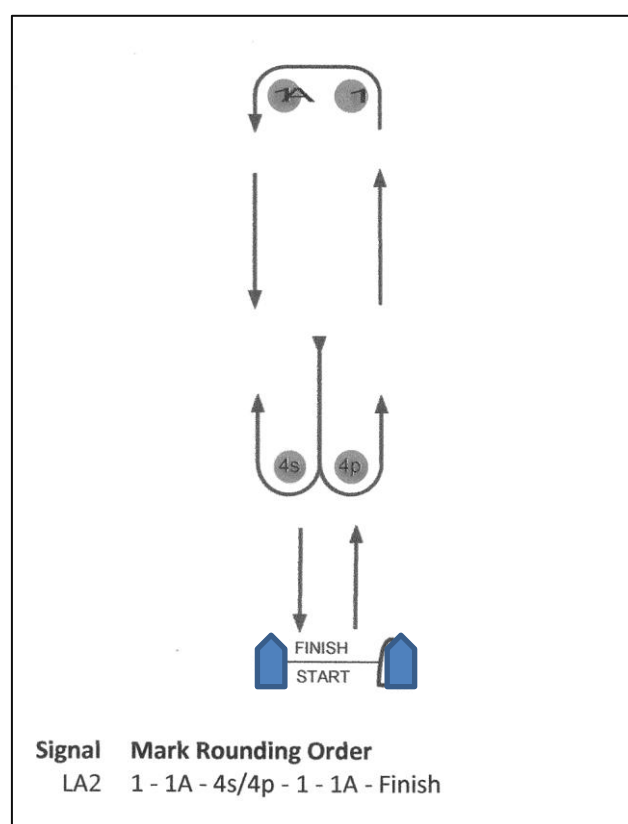 1A 1
4s 4p
FINISH
START
Signal Mark Rounding Order
LA2 1 - 1A - 4s/4p - 1 - 1A - Finish